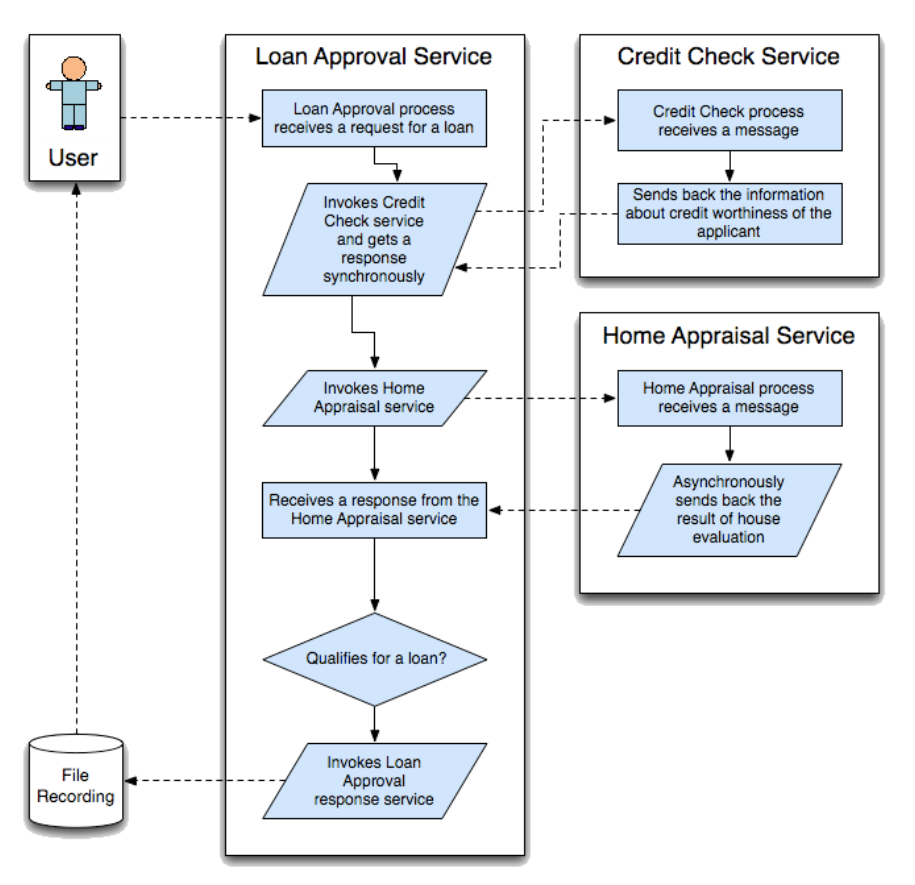 User
Loan Approval Service
Loan Approval process
receives a request for a loan
Invokes Credit
Check service
and gets a
response
synchronously
Invokes Home
Appraisal service
Receives a response from the
Home Appraisal service
Qualifies for a loan?
Invokes Loan
Approval
response service
Credit Check Service
Credit Check process
receives a message
Sends back the information
about credit worthiness of the
applicant
Home Appraisal Service
Home Appraisal process
receives a message
Asynchronously
sends back the
result of house
evaluation
File
Recording